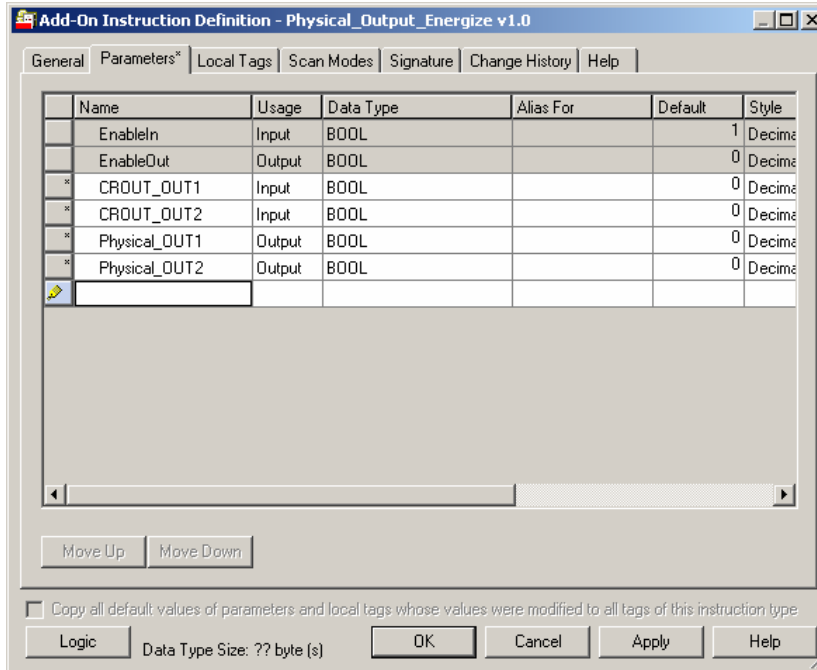 Add-On Instruction Definition - Physical_Output_Energize v1.0
General Parameters* Local Tags Scan Modes Signature Change History Help
Name Usage Data Type Alias For Default Style
EnableIn Input BOOL 1 Decima
EnableOut Output BOOL 0 Decima
* CROUT_OUT1 Input BOOL 0 Decima
* CROUT_OUT2 Input BOOL 0 Decima
* Physical_OUT1 Output BOOL 0 Decima
* Physical_OUT2 Output BOOL 0 Decima
Move Up Move Down
Copy all default values of parameters and local tags whose values were modified to all tags of this instruction type
Logic Data Type Size: ?? byte (s) OK Cancel Apply Help